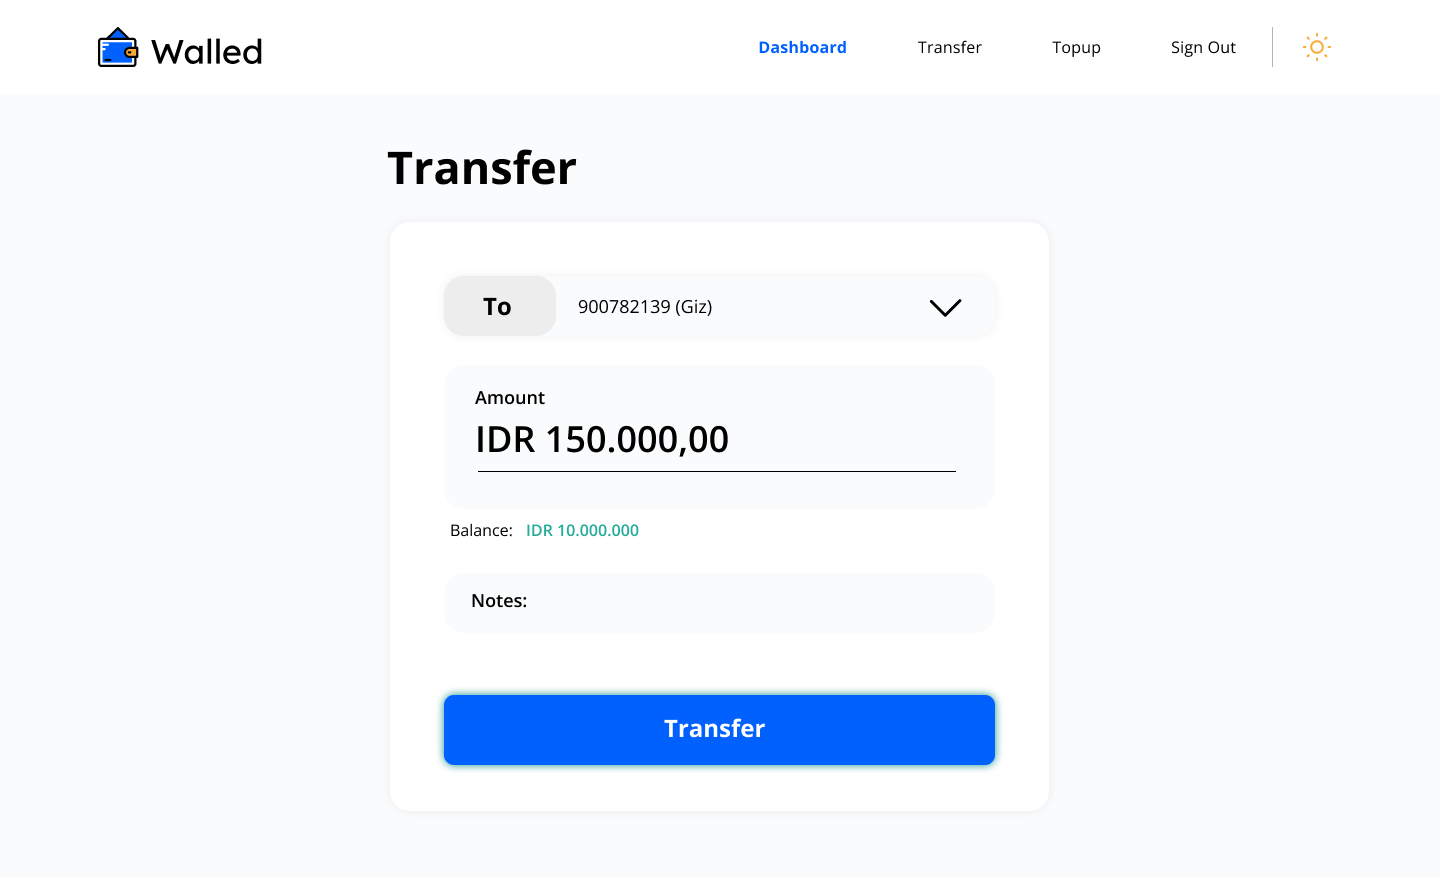 Walled
Dashboard Transfer Topup Sign Out
Transfer
To 900782139 (Giz)
Amount
IDR 150.000,00
Balance: IDR 10.000.000
Notes:
Transfer